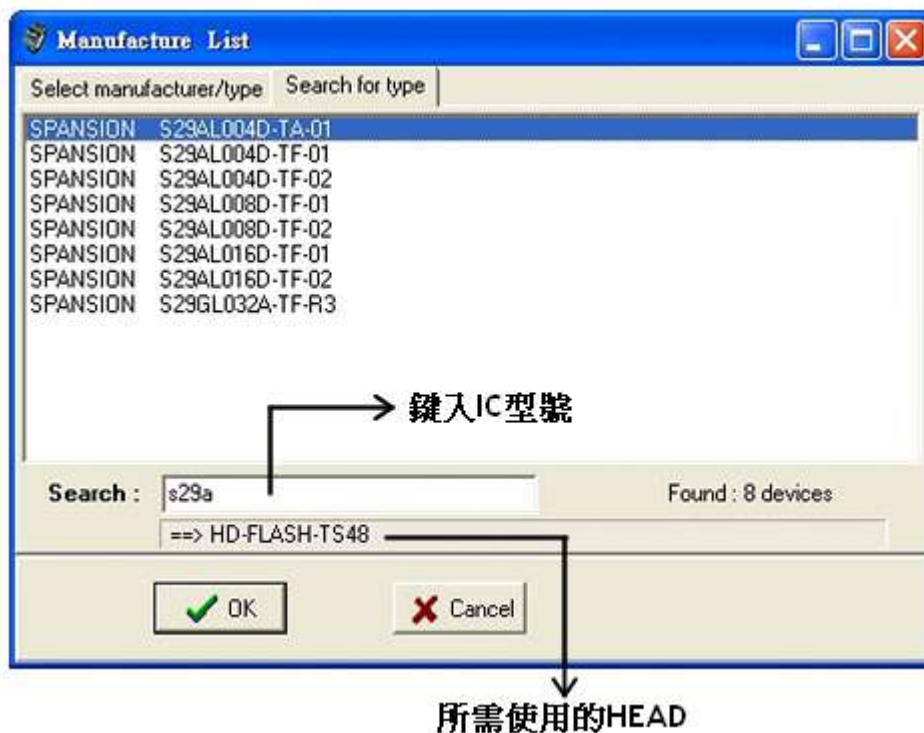 Manufacture List
Select manufacturer/type Search for type
SPANSION S29AL004D-TA-01
SPANSION S29AL004D-TF-01
SPANSION S29AL004D-TF-02
SPANSION S29AL008D-TF-01
SPANSION S29AL008D-TF-02
SPANSION S29AL016D-TF-01
SPANSION S29AL016D-TF-02
SPANSION S29GL032A-TF-R3
鍵入IC型號
Search : s29a Found : 8 devices
==> HD-FLASH-TS48
OK Cancel
所需使用的HEAD